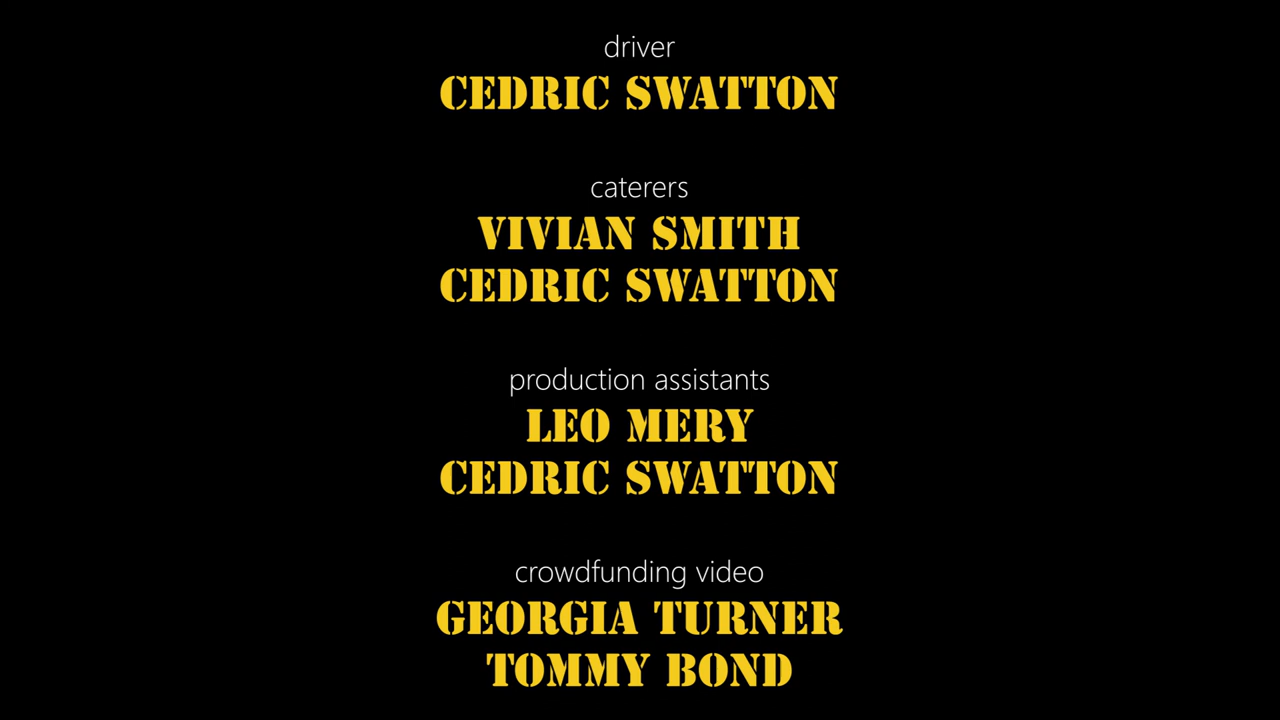 driver
CEDRIC SWATTON
caterers
VIVIAN SMITH
CEDRIC SWATTON
production assistants
LEO MERY
CEDRIC SWATTON
crowdfunding video
GEORGIA TURNER
TOMMY BOND